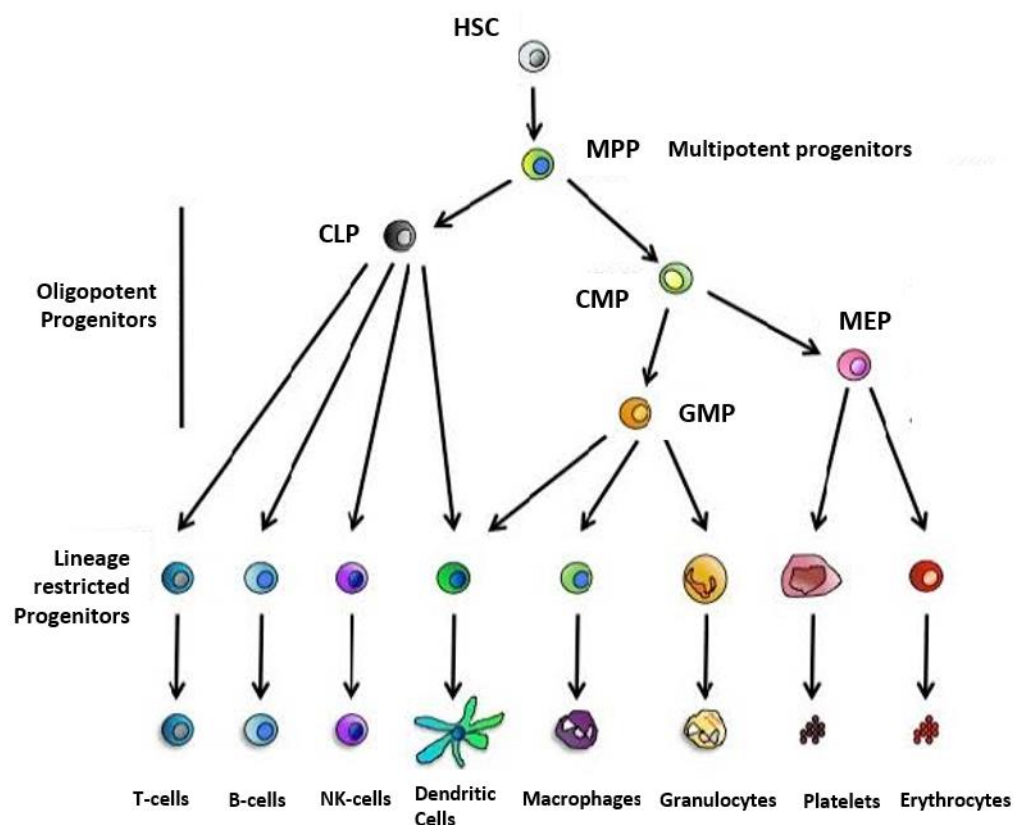 HSC
MPP Multipotent progenitors
CLP
Oligopotent
Progenitors
CMP
MEP
GMP
Lineage
restricted
Progenitors
T-cells
B-cells
NK-cells
Dendritic
Cells
Macrophages
Granulocytes
Platelets
Erythrocytes